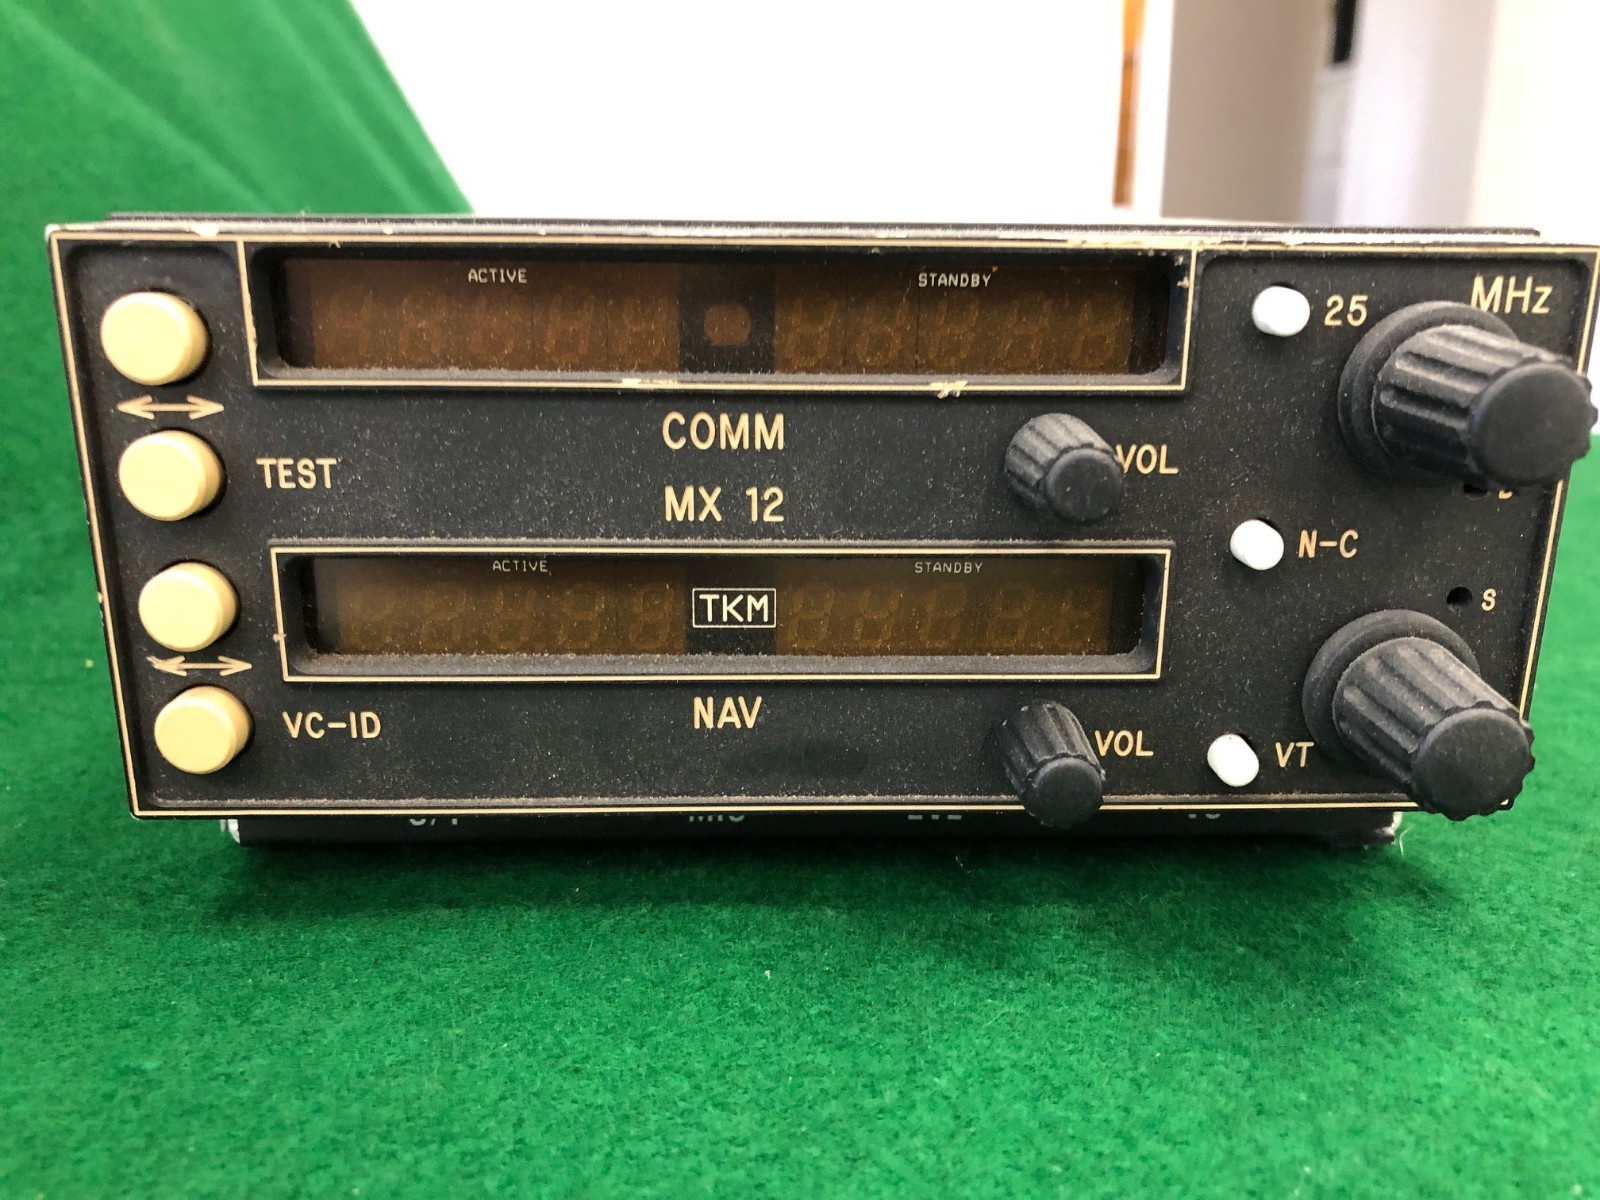 ACTIVE STANDBY
25 MHz
COMM
VOL
TEST
MX 12
N-C
ACTIVE STANDBY
TKM
S
NAV
VC-ID
VOL
VT